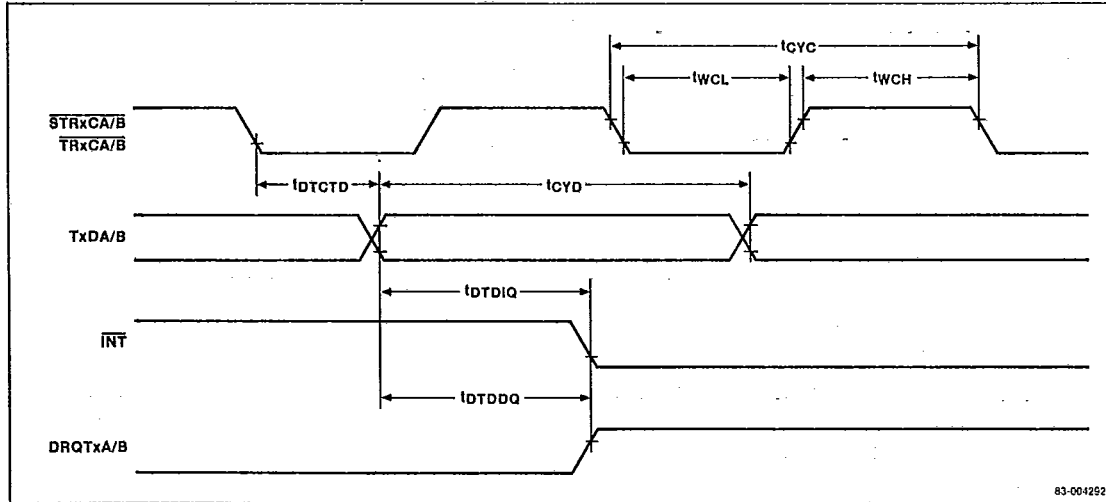 tCYC
tWCL
tWCH
STRxCA/B
TRxCA/B
tDTCTD
tCYD
TxDA/B
tDTDIQ
INT
tDTDDQ
DRQTxA/B
83-004292